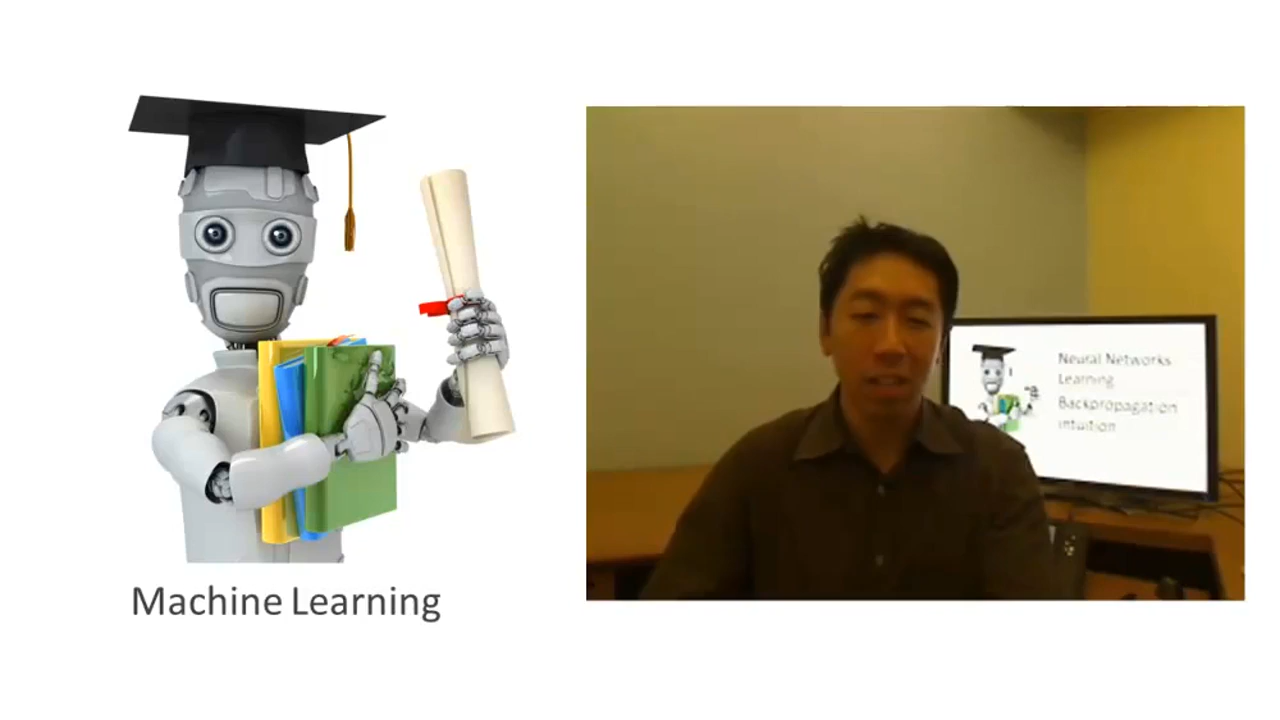 Machine Learning
Neural Networks
Learning
Backpropagation
intuition